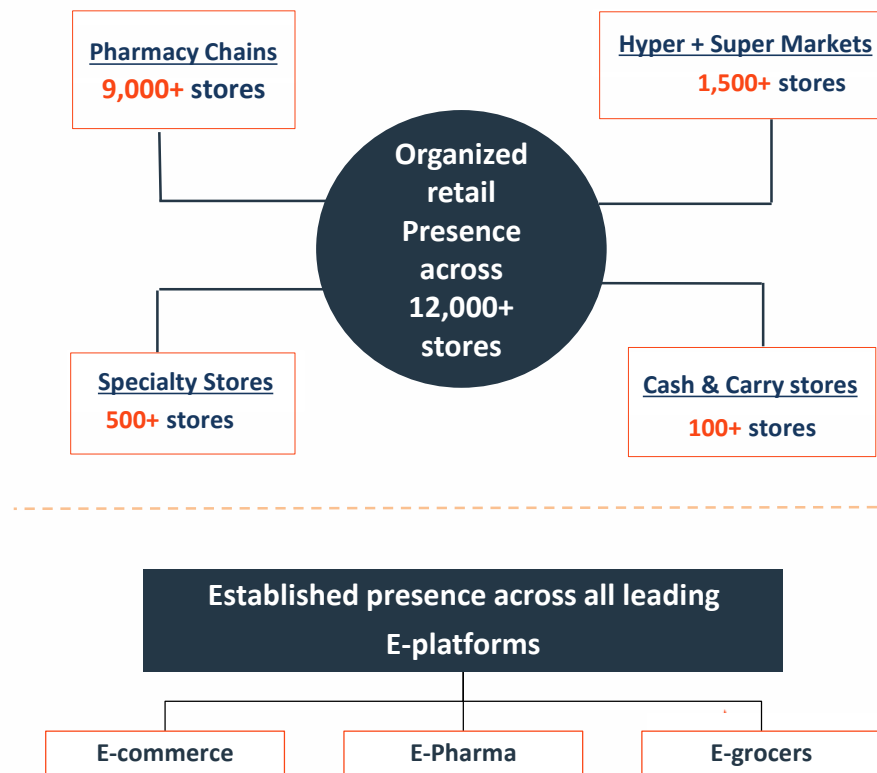 Pharmacy Chains
9,000+ stores
Hyper + Super Markets
1,500+ stores
Organized
retail
Presence
across
12,000+
stores
Specialty Stores
500+ stores
Cash & Carry stores
100+ stores
Established presence across all leading
E-platforms
E-commerce
E-Pharma
E-grocers